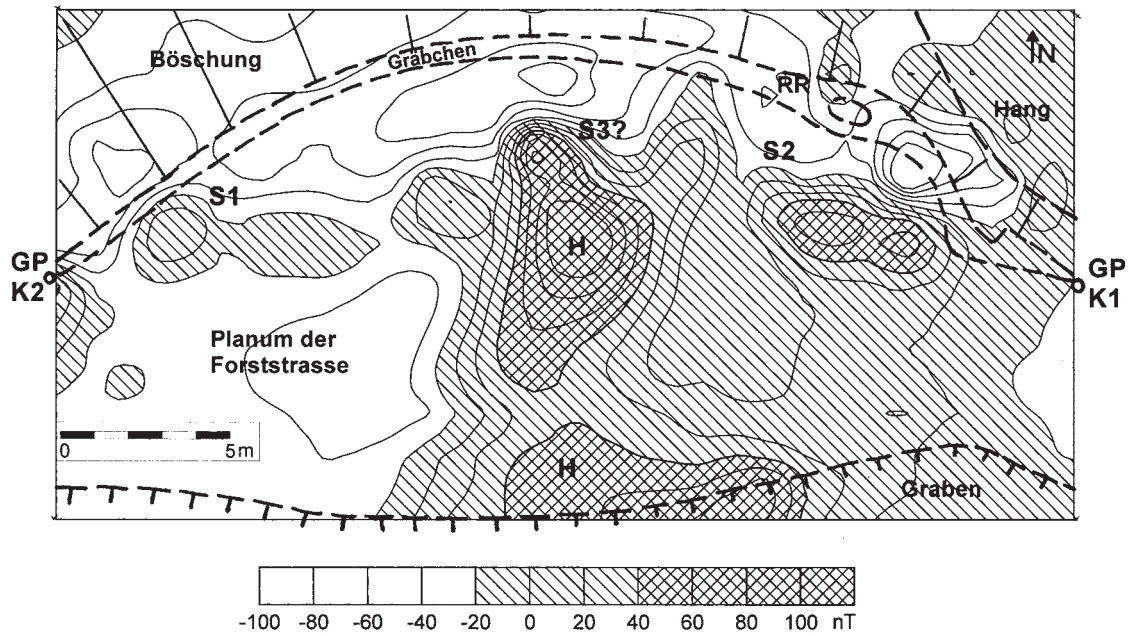 N
Böschung
Gräbchen
RR
Hang
S3?
S2
S1
GP
K2
H
GP
K1
Planum der
Forststrasse
0 5m
H
Graben
-100 -80 -60 -40 -20 0 20 40 60 80 100 nT